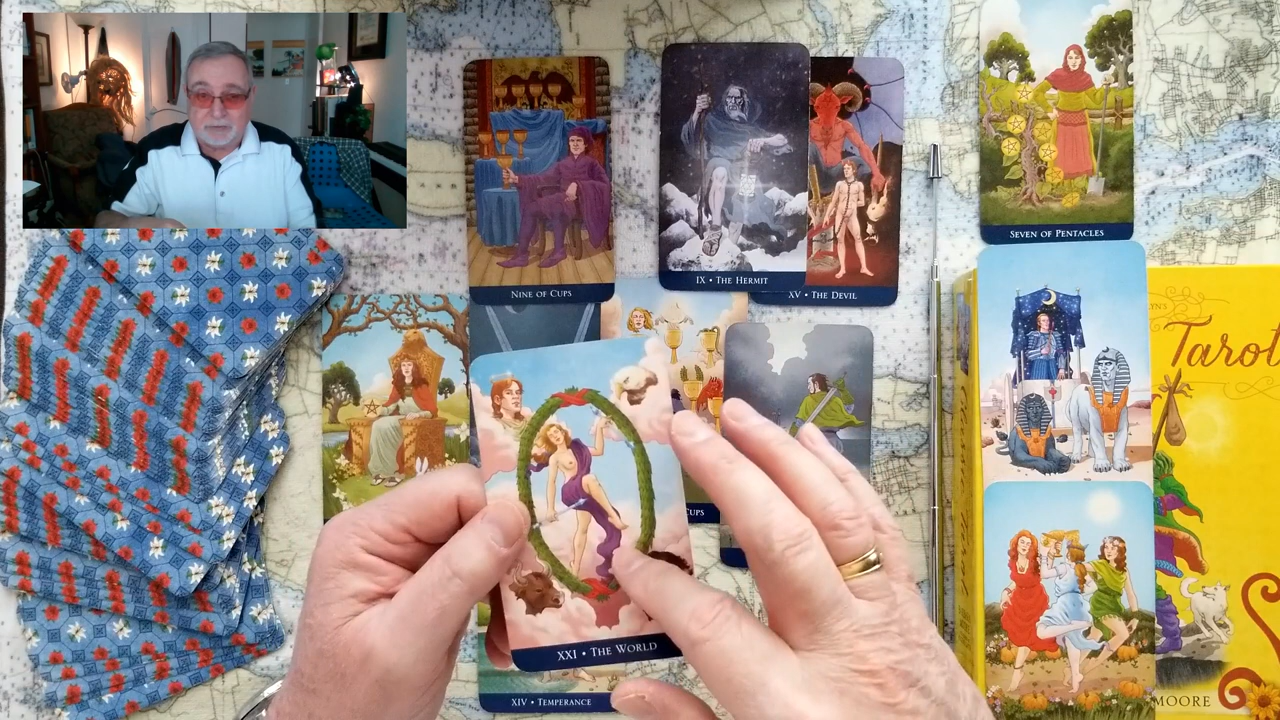 NINE OF CUPS
IX • THE HERMIT
XV • THE DEVIL
SEVEN OF PENTACLES
Tarot
CUPS
XXI • THE WORLD
XIV • TEMPERANCE
MOORE